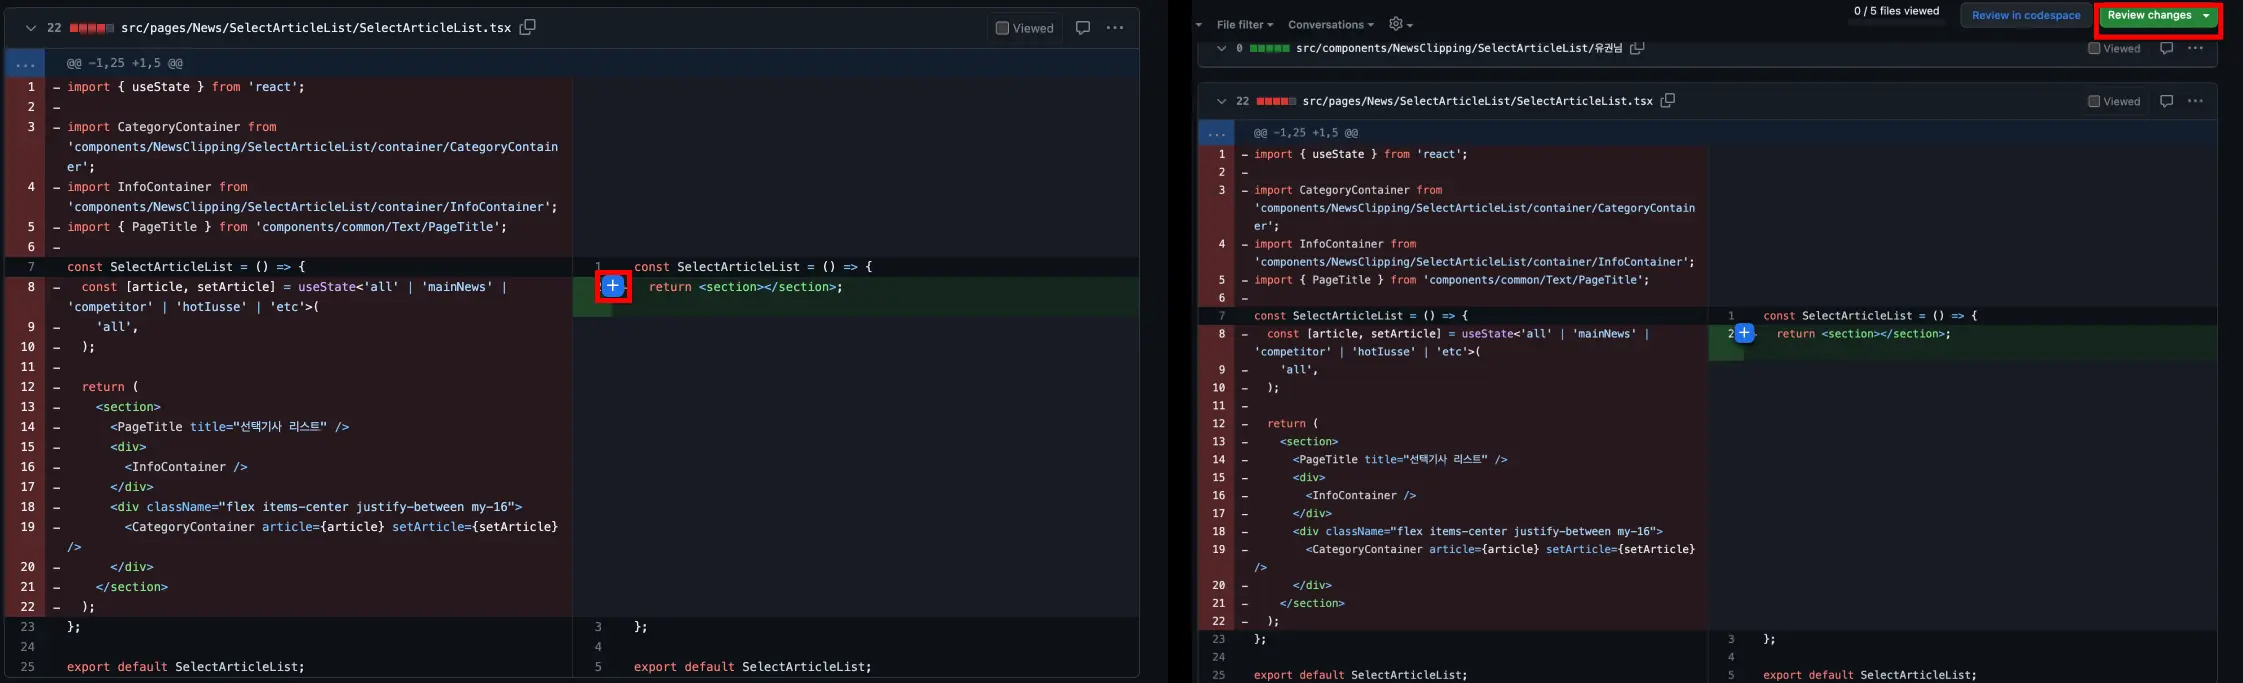 22 src/pages/News/SelectArticleList/SelectArticleList.tsx Viewed
... @@ -1,25 +1,5 @@
1 - import { useState } from 'react';
2 -
3 - import CategoryContainer from
'components/NewsClipping/SelectArticleList/container/CategoryContain
er';
4 - import InfoContainer from
'components/NewsClipping/SelectArticleList/container/InfoContainer';
5 - import { PageTitle } from 'components/common/Text/PageTitle';
6 -
7 const SelectArticleList = () => {
8 - const [article, setArticle] = useState<'all' | 'mainNews' |
'competitor' | 'hotIusse' | 'etc'>(
9 - 'all',
10 - );
11 -
12 - return (
13 - <section>
14 - <PageTitle title="선택기사 리스트" />
15 - <div>
16 - <InfoContainer />
17 - </div>
18 - <div className="flex items-center justify-between my-16">
19 - <CategoryContainer article={article} setArticle={setArticle}
/>
20 - </div>
21 - </section>
22 - );
23 };
24
25 export default SelectArticleList;
1 const SelectArticleList = () => {
+ return <section></section>;
3 };
4
5 export default SelectArticleList;
File filter Conversations 0 / 5 files viewed Review in codespace Review changes
0 src/components/NewsClipping/SelectArticleList/유권님 Viewed
22 src/pages/News/SelectArticleList/SelectArticleList.tsx Viewed
... @@ -1,25 +1,5 @@
1 - import { useState } from 'react';
2 -
3 - import CategoryContainer from
'components/NewsClipping/SelectArticleList/container/CategoryContain
er';
4 - import InfoContainer from
'components/NewsClipping/SelectArticleList/container/InfoContainer';
5 - import { PageTitle } from 'components/common/Text/PageTitle';
6 -
7 const SelectArticleList = () => {
8 - const [article, setArticle] = useState<'all' | 'mainNews' |
'competitor' | 'hotIusse' | 'etc'>(
9 - 'all',
10 - );
11 -
12 - return (
13 - <section>
14 - <PageTitle title="선택기사 리스트" />
15 - <div>
16 - <InfoContainer />
17 - </div>
18 - <div className="flex items-center justify-between my-16">
19 - <CategoryContainer article={article} setArticle={setArticle}
/>
20 - </div>
21 - </section>
22 - );
23 };
24
25 export default SelectArticleList;
1 const SelectArticleList = () => {
2 + return <section></section>;
3 };
4
5 export default SelectArticleList;